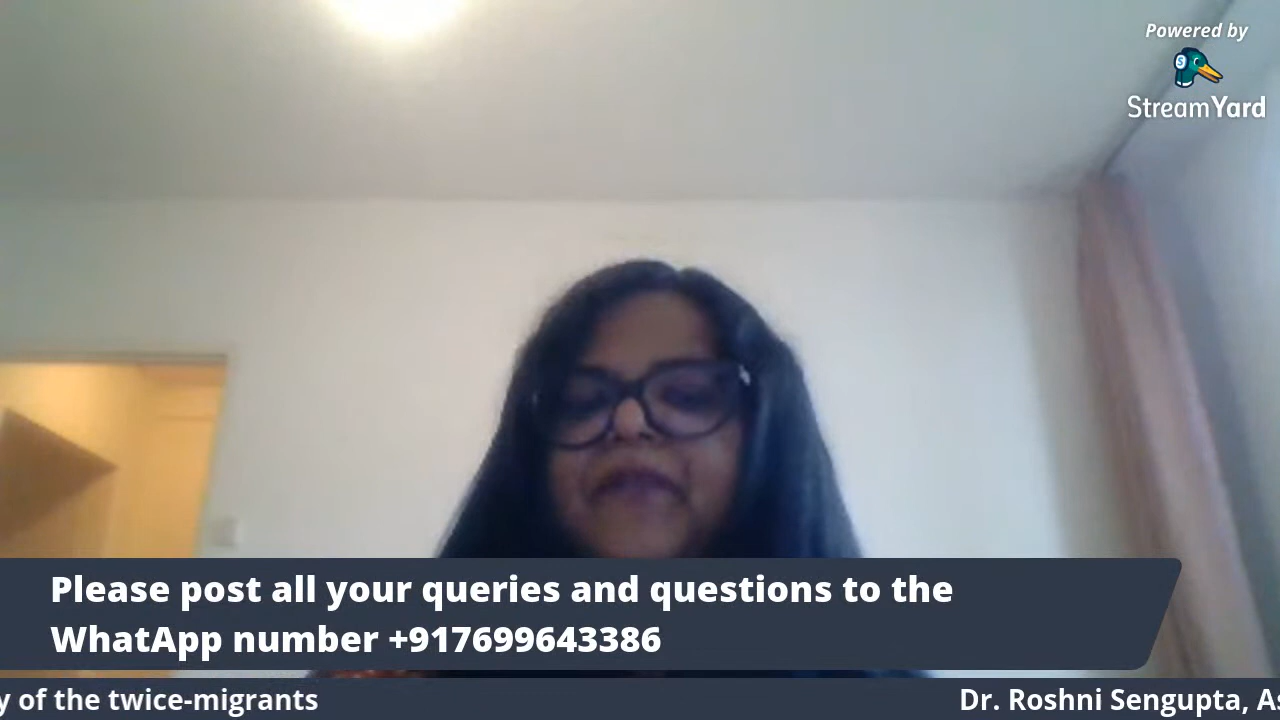 Powered by
StreamYard
Please post all your queries and questions to the
WhatApp number +917699643386
y of the twice-migrants
Dr. Roshni Sengupta, As